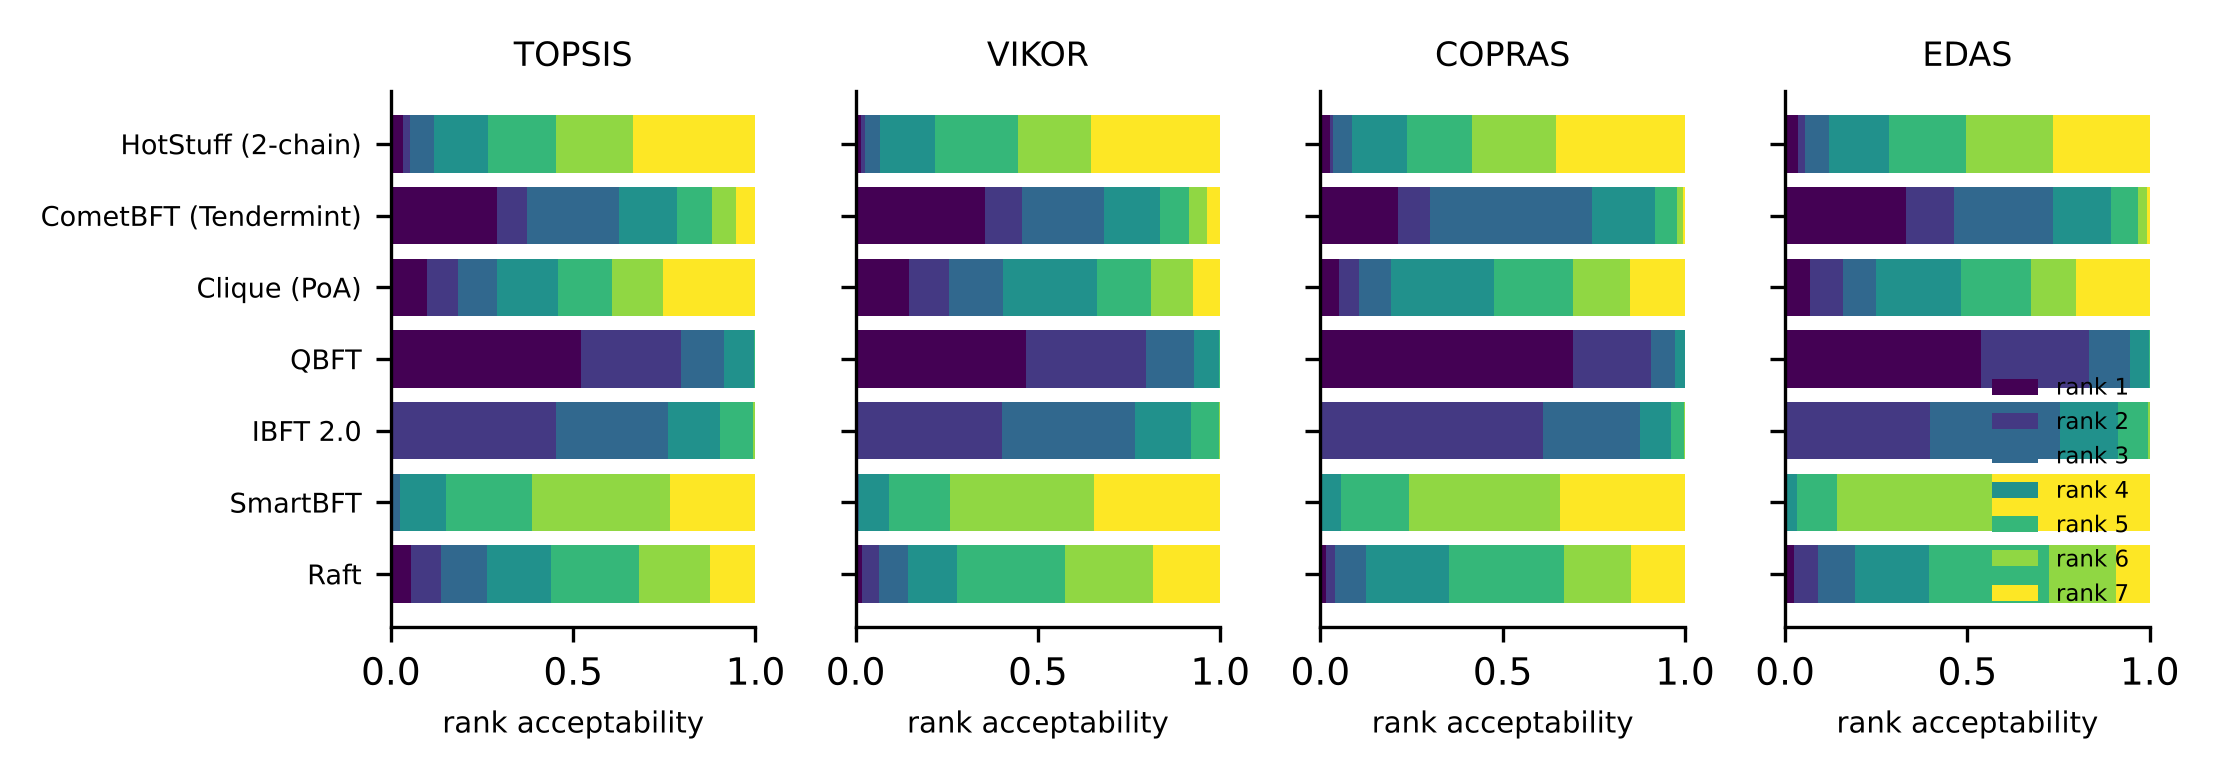 TOPSIS
VIKOR
COPRAS
EDAS
HotStuff (2-chain)
CometBFT (Tendermint)
Clique (PoA)
QBFT
IBFT 2.0
SmartBFT
Raft
rank 1
rank 2
rank 3
rank 4
rank 5
rank 6
rank 7
0.0 0.5 1.0
0.0 0.5 1.0
0.0 0.5 1.0
0.0 0.5 1.0
rank acceptability
rank acceptability
rank acceptability
rank acceptability